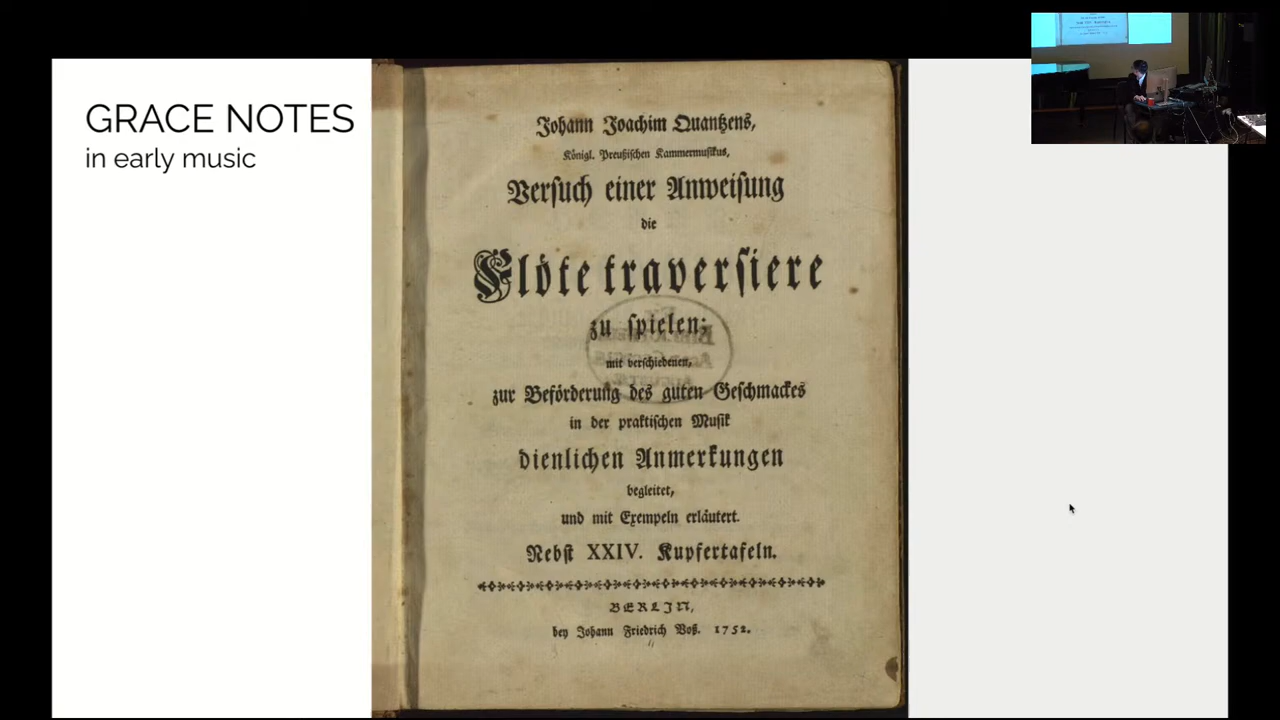 GRACE NOTES
in early music
Johann Joachim Quantzens,
Königl. Preußischen Kammermusikus,
Versuch einer Anweisung
die
Flöte traversiere
zu spielen;
mit verschiedenen,
zur Beförderung des guten Geschmackes
in der praktischen Musik
dienlichen Anmerkungen
begleitet,
und mit Exempeln erläutert.
Nebst XXIV. Kupfertafeln.
BERLIN,
bey Johann Friedrich Voß. 1752.